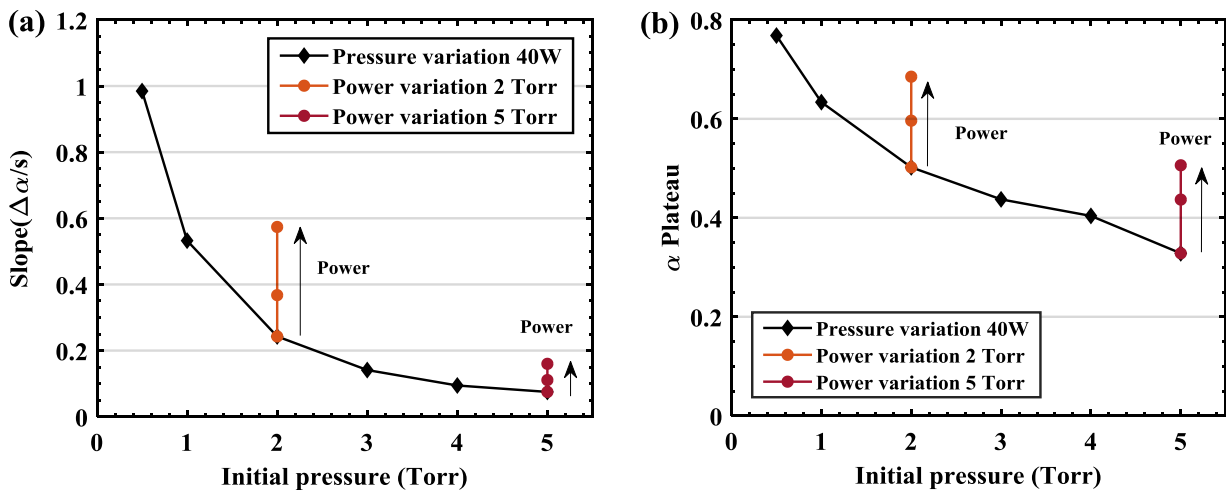 (a)
1.2
1
0.8
0.6
0.4
0.2
0
Slope(Δα/s)
Pressure variation 40W
Power variation 2 Torr
Power variation 5 Torr
Power
Power
0 1 2 3 4 5
Initial pressure (Torr)
(b)
0.8
0.6
0.4
0.2
0
α Plateau
Power
Power
Pressure variation 40W
Power variation 2 Torr
Power variation 5 Torr
0 1 2 3 4 5
Initial pressure (Torr)